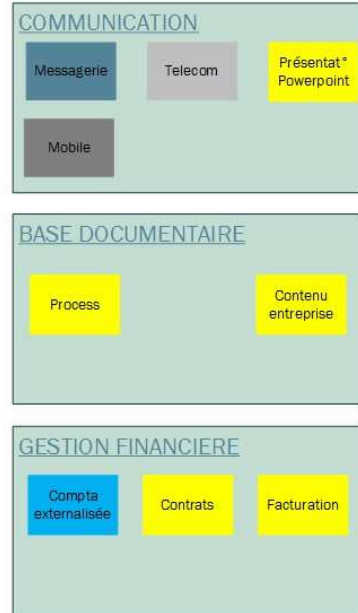 COMMUNICATION
Messagerie
Telecom
Présentat°
Powerpoint
Mobile
BASE DOCUMENTAIRE
Process
Contenu
entreprise
GESTION FINANCIERE
Compta
externalisée
Contrats
Facturation